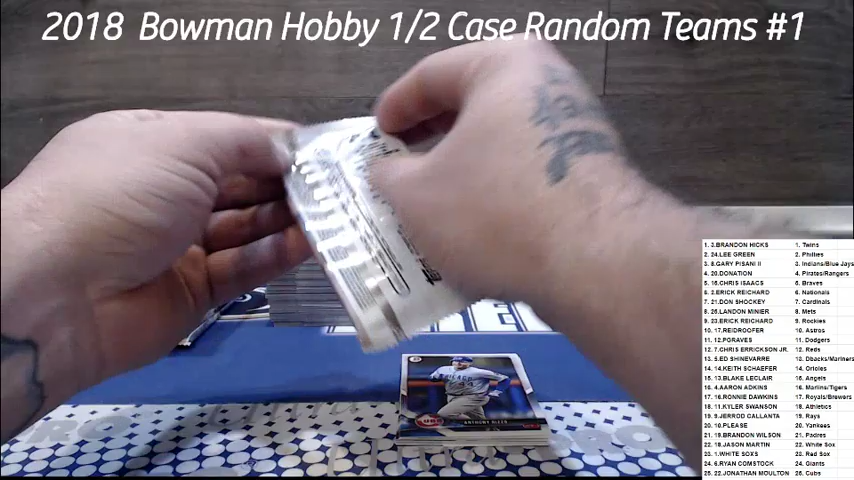 2018 Bowman Hobby 1/2 Case Random Teams #1
1. 3.BRANDON HICKS 1. Twins
2. 24.LEE GREEN 2. Phillies
3. 8.GARY PISANI II 3. Indians/Blue Jays
4. 20.DONATION 4. Pirates/Rangers
5. 15.CHRIS ISAACS 5. Braves
6. 2.ERICK REICHARD 6. Nationals
7. 21.DON SHOCKEY 7. Cardinals
8. 25.LANDON MINIER 8. Mets
9. 23.ERICK REICHARD 9. Rockies
10. 17.REIDROOFER 10. Astros
11. 12.PGRAVES 11. Dodgers
12. 7.CHRIS ERRICKSON JR. 12. Reds
13. 5.ED SHINEVARRE 13. Dbacks/Mariners
14. 14.KEITH SCHAEFER 14. Orioles
15. 13.BLAKE LECLAIR 15. Angels
16. 4.AARON ADKINS 16. Marlins/Tigers
17. 16.RONNIE DAWKINS 17. Royals/Brewers
18. 11.KYLER SWANSON 18. Athletics
19. 9.JERROD CALLANTA 19. Rays
20. 10.PLEASE 20. Yankees
21. 19.BRANDON WILSON 21. Padres
22. 18.JASON MARTIN 22. White Sox
23. 1.WHITE SOXS 23. Red Sox
24. 6.RYAN COMSTOCK 24. Giants
25. 22.JONATHAN MOULTON 25. Cubs
CHICAGO
44
CUBS
ANTHONY RIZZO